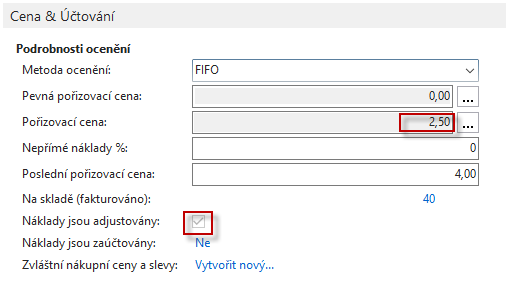 Cena & Účtování
Podrobnosti ocenění
Metoda ocenění: FIFO
Pevná pořizovací cena: 0,00 ...
Pořizovací cena: 2,50 ...
Nepřímé náklady %: 0
Poslední pořizovací cena: 4,00
Na skladě (fakturováno): 40
Náklady jsou adjustovány:
Náklady jsou zaúčtovány: Ne
Zvláštní nákupní ceny a slevy: Vytvořit nový...